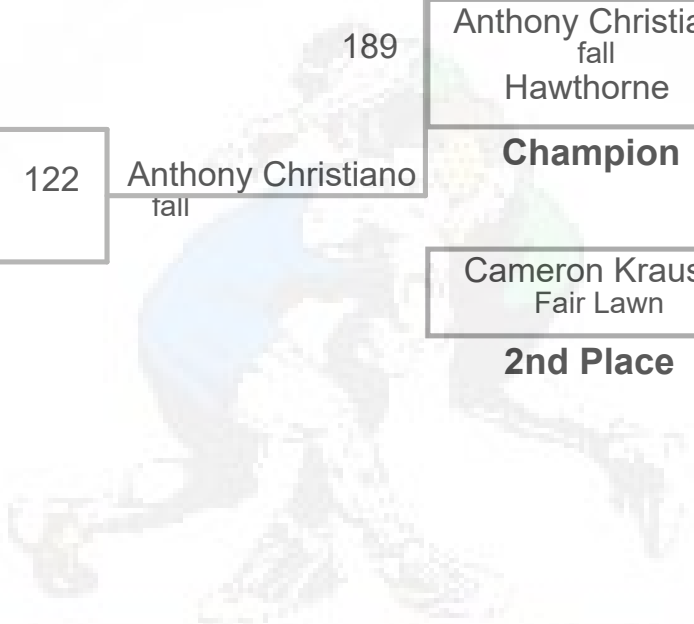 189
Anthony Christia
fall
Hawthorne
Champion
122
Anthony Christiano
fall
Cameron Kraus
Fair Lawn
2nd Place